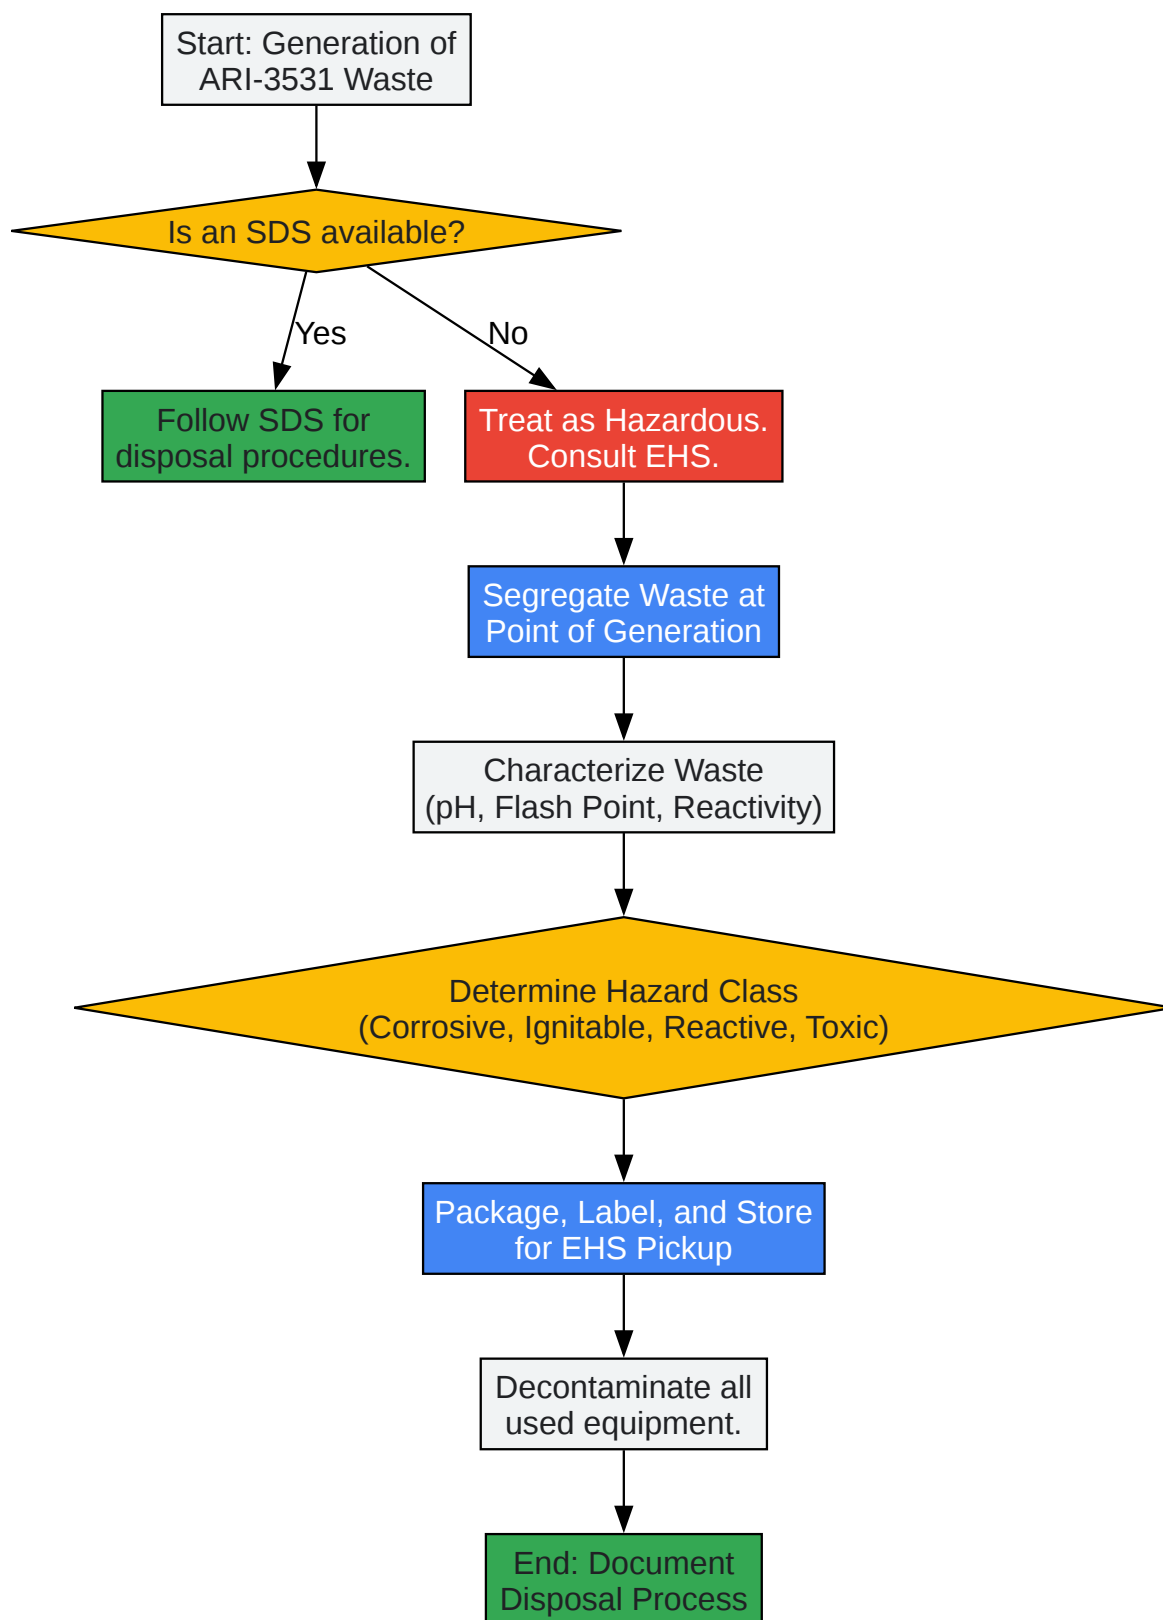 Start: Generation of
ARI-3531 Waste
Is an SDS available?
Yes
No
Follow SDS for
disposal procedures.
Treat as Hazardous.
Consult EHS.
Segregate Waste at
Point of Generation
Characterize Waste
(pH, Flash Point, Reactivity)
Determine Hazard Class
(Corrosive, Ignitable, Reactive, Toxic)
Package, Label, and Store
for EHS Pickup
Decontaminate all
used equipment.
End: Document
Disposal Process